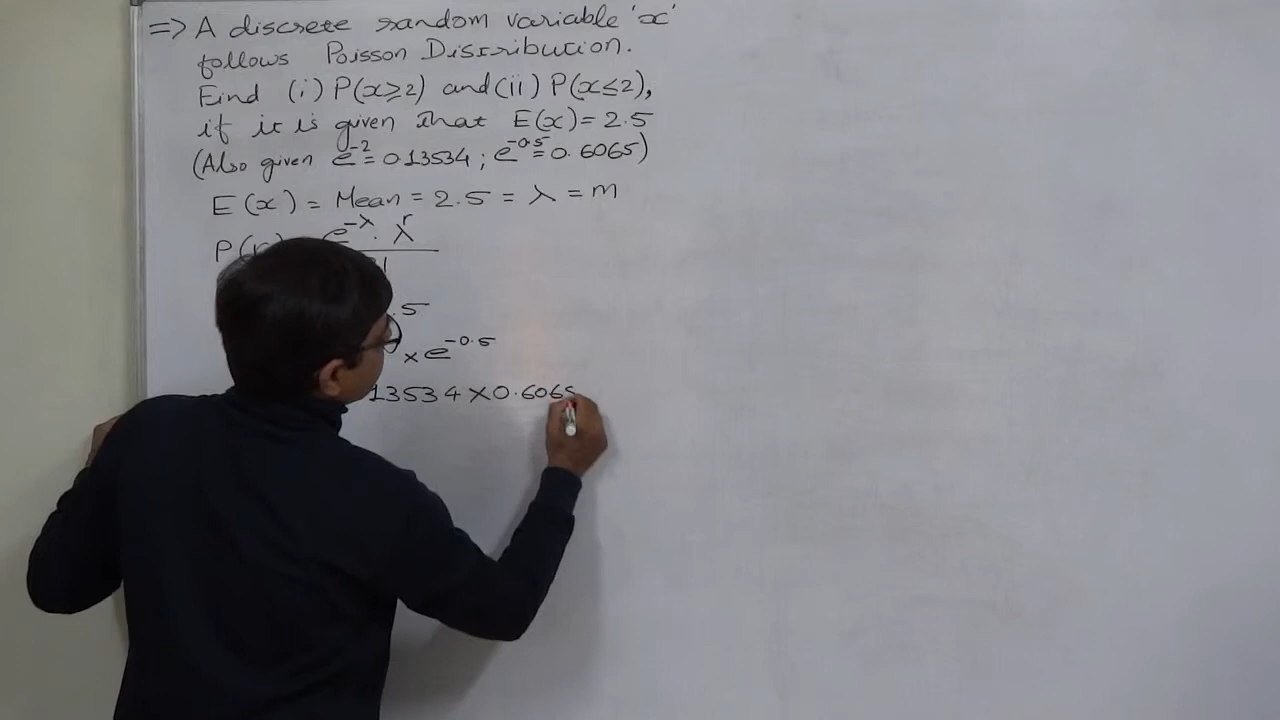 => A discrete random variable 'x'
follows Poisson Distribution.
Find (i) P(x≥2) and (ii) P(x≤2),
if it is given that E(x) = 2.5
(Also given e⁻² = 0.13534 ; e⁻⁰·⁵ = 0.6065)
E(x) = Mean = 2.5 = λ = m
P(r) e^-λ . λ^r
.5
× e^-0.5
13534 × 0.6065